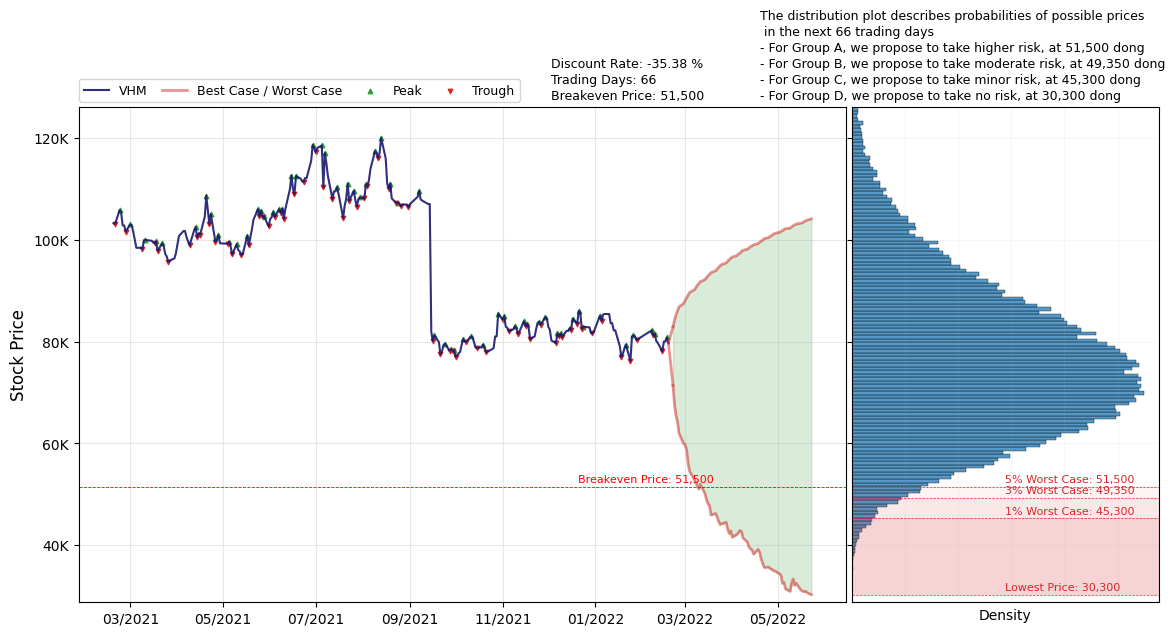 The distribution plot describes probabilities of possible prices
in the next 66 trading days
- For Group A, we propose to take higher risk, at 51,500 dong
- For Group B, we propose to take moderate risk, at 49,350 dong
- For Group C, we propose to take minor risk, at 45,300 dong
- For Group D, we propose to take no risk, at 30,300 dong
Discount Rate: -35.38 %
Trading Days: 66
Breakeven Price: 51,500
VHM
Best Case / Worst Case
Peak
Trough
Stock Price
120K
100K
80K
60K
40K
Breakeven Price: 51,500
5% Worst Case: 51,500
3% Worst Case: 49,350
1% Worst Case: 45,300
Lowest Price: 30,300
03/2021
05/2021
07/2021
09/2021
11/2021
01/2022
03/2022
05/2022
Density